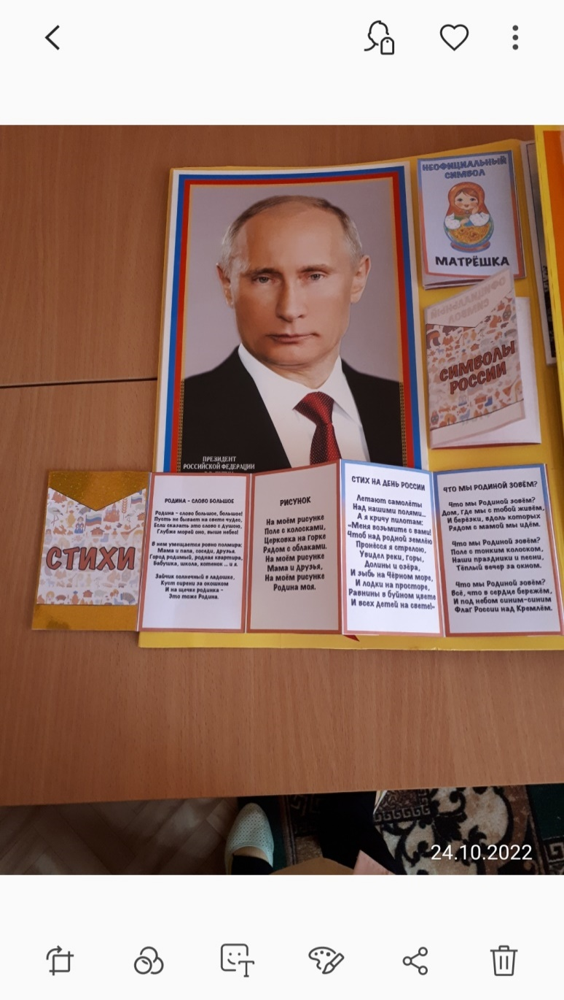 НЕОФИЦИАЛЬНЫЙ
СИМВОЛ
МАТРЁШКА
СИМВОЛЫ
РОССИИ
ПРЕЗИДЕНТ
РОССИЙСКОЙ ФЕДЕРАЦИИ
СТИХИ
РОДИНА – СЛОВО БОЛЬШОЕ
Родина – слово большое, большое!
Пусть не бывает на свете чудес,
Если сказать это слово с душою,
Глубже морей оно, выше небес!
В нем умещается ровно полмира:
Мама и папа, соседи, друзья.
Город родимый, родная квартира,
Бабушка, школа, котенок ... и я.
Зайчик солнечный в ладошке,
Куст сирени за окошком
И на щечке родинка –
Это тоже Родина.
РИСУНОК
На моём рисунке
Поле с колосками,
Церковка на Горке
Рядом с облаками.
На моём рисунке
Мама и Друзья,
На моём рисунке
Родина моя.
СТИХ НА ДЕНЬ РОССИИ
Летают самолёты
Над нашими полями...
А я кричу пилотам:
«Меня возьмите с вами!
Чтоб над родной землёю
Пронёсся я стрелою,
Увидел реки, горы,
Долины и озёра,
И зыбь на Чёрном море,
И лодки на просторе,
Равнины в буйном цвете
И всех детей на свете!»
ЧТО МЫ РОДИНОЙ ЗОВЁМ?
Что мы Родиной зовём?
Дом, где мы с тобой живём,
И берёзки, вдоль которых
Рядом с мамой мы идём.
Что мы Родиной зовём?
Поле с тонким колоском,
Наши праздники и песни,
Тёплый вечер за окном.
Что мы Родиной зовём?
Всё, что в сердце бережём,
И под небом синим-синим
Флаг России над Кремлём.
24.10.2022